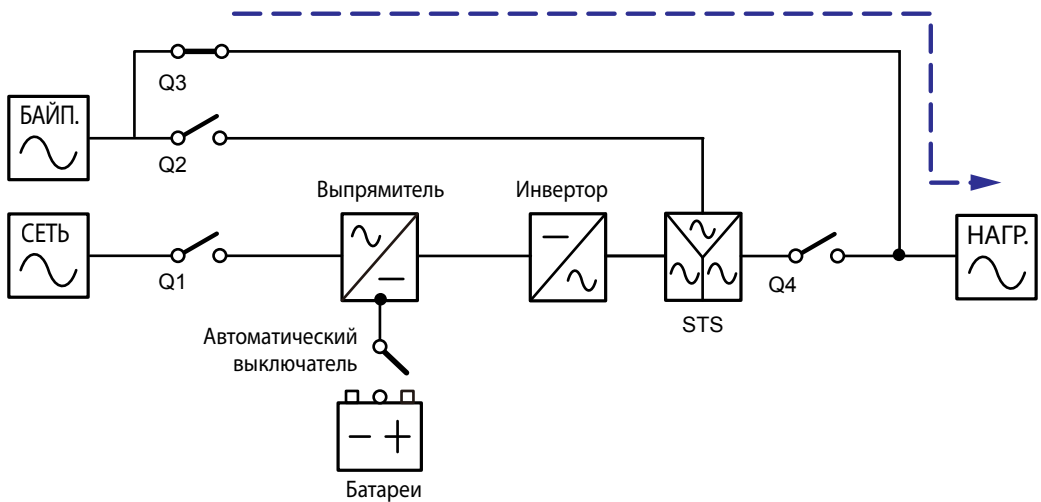 Q3
БАЙП.
Q2
Выпрямитель
Инвертор
СЕТЬ
НАГР.
Q1
Q4
STS
Автоматический
выключатель
Батареи